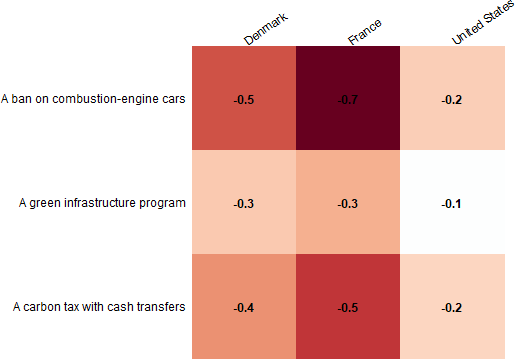 Denmark France United States
A ban on combustion-engine cars -0.5 -0.7 -0.2
A green infrastructure program -0.3 -0.3 -0.1
A carbon tax with cash transfers -0.4 -0.5 -0.2